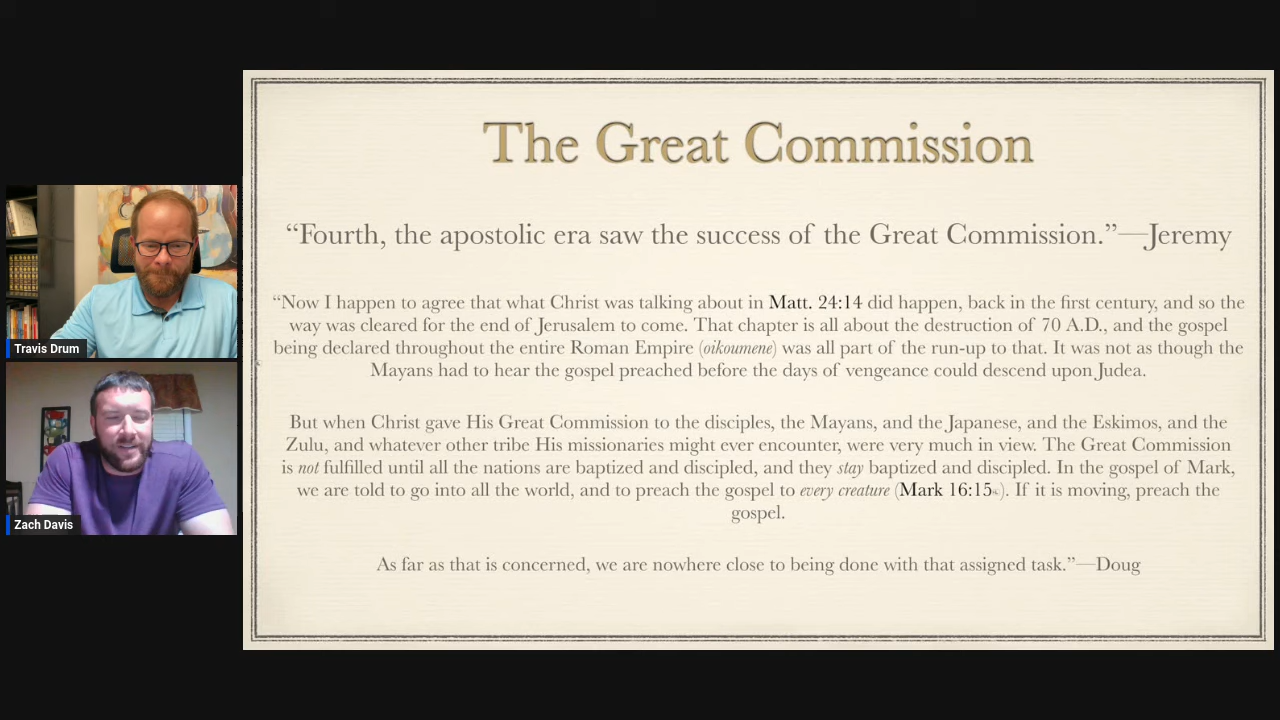 The Great Commission
“Fourth, the apostolic era saw the success of the Great Commission.”—Jeremy
“Now I happen to agree that what Christ was talking about in Matt. 24:14 did happen, back in the first century, and so the
way was cleared for the end of Jerusalem to come. That chapter is all about the destruction of 70 A.D., and the gospel
being declared throughout the entire Roman Empire (oikoumene) was all part of the run-up to that. It was not as though the
Mayans had to hear the gospel preached before the days of vengeance could descend upon Judea.
But when Christ gave His Great Commission to the disciples, the Mayans, and the Japanese, and the Eskimos, and the
Zulu, and whatever other tribe His missionaries might ever encounter, were very much in view. The Great Commission
is not fulfilled until all the nations are baptized and discipled, and they stay baptized and discipled. In the gospel of Mark,
we are told to go into all the world, and to preach the gospel to every creature (Mark 16:15). If it is moving, preach the
gospel.
As far as that is concerned, we are nowhere close to being done with that assigned task.”—Doug
Travis Drum
Zach Davis